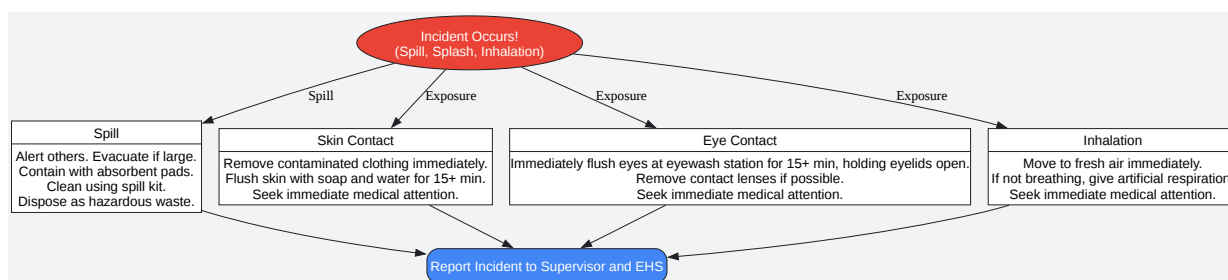 Incident Occurs!
(Spill, Splash, Inhalation)
Spill
Exposure
Exposure
Exposure
Spill
Alert others. Evacuate if large.
Contain with absorbent pads.
Clean using spill kit.
Dispose as hazardous waste.
Skin Contact
Remove contaminated clothing immediately.
Flush skin with soap and water for 15+ min.
Seek immediate medical attention.
Eye Contact
Immediately flush eyes at eyewash station for 15+ min, holding eyelids open.
Remove contact lenses if possible.
Seek immediate medical attention.
Inhalation
Move to fresh air immediately.
If not breathing, give artificial respiration
Seek immediate medical attention.
Report Incident to Supervisor and EHS